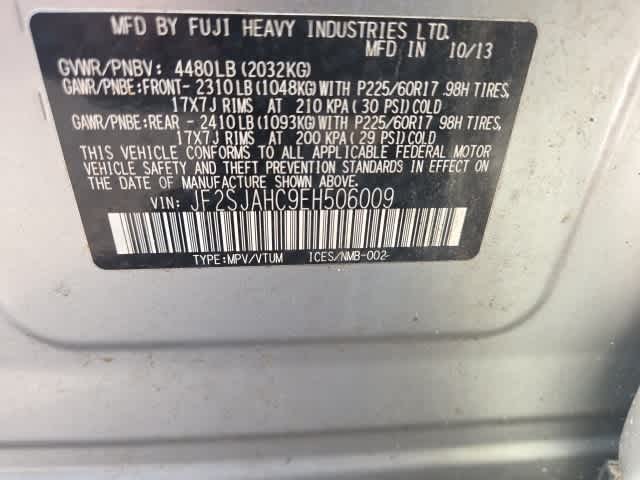 MFD BY FUJI HEAVY INDUSTRIES LTD.
MFD IN 10/13
GVWR/PNBV: 4480LB(2032KG)
GAWR/PNBE:FRONT- 2310LB(1048KG)WITH P225/60R17 98H TIRES,
17X7J RIMS AT 210 KPA(30 PSI)COLD
GAWR/PNBE:REAR - 2410LB(1093KG)WITH P225/60R17 98H TIRES,
17X7J RIMS AT 200 KPA(29 PSI)COLD
THIS VEHICLE CONFORMS TO ALL APPLICABLE FEDERAL MOTOR
VEHICLE SAFETY AND THEFT PREVENTION STANDARDS IN EFFECT
ON THE DATE OF MANUFACTURE SHOWN ABOVE.
VIN: JF2SJAHC9EH506009
TYPE:MPV/VTUM ICES/NMB-002